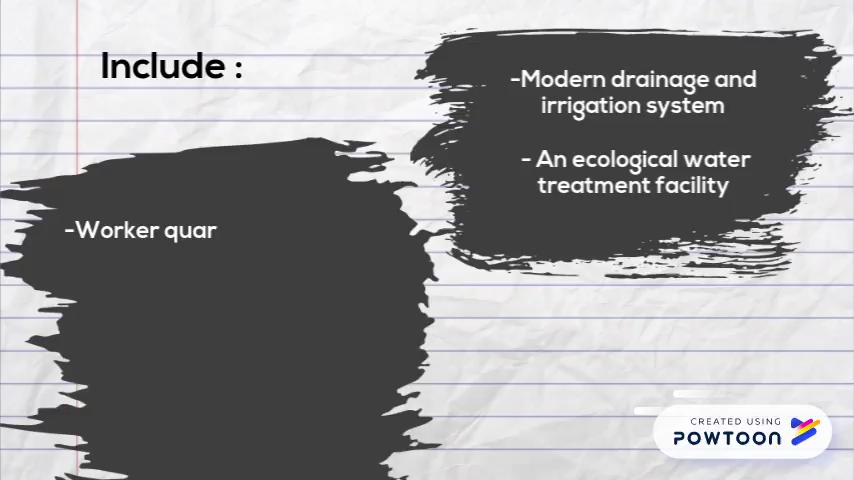 Include :
-Modern drainage and
irrigation system
- An ecological water
treatment facility
-Worker quar
CREATED USING
POWTOON